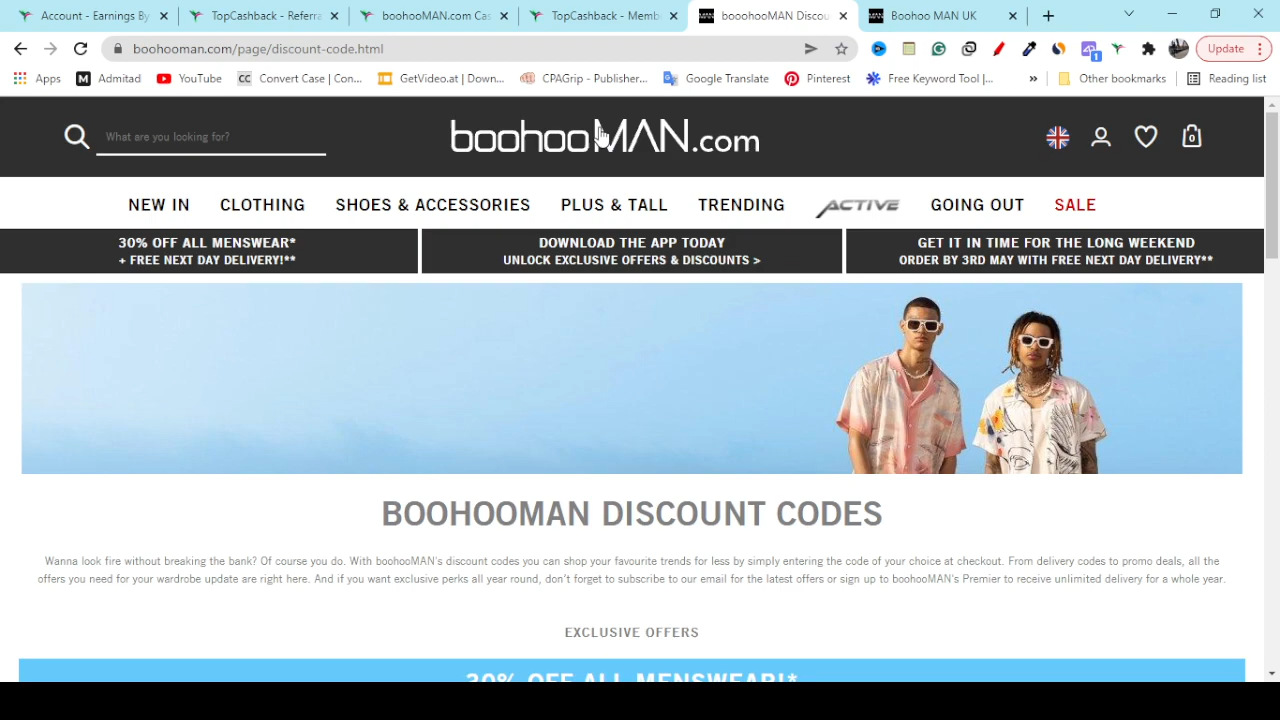 Account - Earnings By
TopCashback - Referra
boohooMAN.com Cas
TopCashback - Memb
booohooMAN Discou
Boohoo MAN UK
boohooman.com/page/discount-code.html
Update
Apps
Admitad
YouTube
CC Convert Case | Con...
GetVideo.at | Down...
CPAGrip - Publisher...
Google Translate
Pinterest
Free Keyword Tool |...
»
Other bookmarks
Reading list
What are you looking for?
boohooMAN.com
0
NEW IN
CLOTHING
SHOES & ACCESSORIES
PLUS & TALL
TRENDING
ACTIVE
GOING OUT
SALE
30% OFF ALL MENSWEAR*
+ FREE NEXT DAY DELIVERY!**
DOWNLOAD THE APP TODAY
UNLOCK EXCLUSIVE OFFERS & DISCOUNTS >
GET IT IN TIME FOR THE LONG WEEKEND
ORDER BY 3RD MAY WITH FREE NEXT DAY DELIVERY**
BOOHOOMAN DISCOUNT CODES
Wanna look fire without breaking the bank? Of course you do. With boohooMAN's discount codes you can shop your favourite trends for less by simply entering the code of your choice at checkout. From delivery codes to promo deals, all the
offers you need for your wardrobe update are right here. And if you want exclusive perks all year round, don't forget to subscribe to our email for the latest offers or sign up to boohooMAN's Premier to receive unlimited delivery for a whole year.
EXCLUSIVE OFFERS
30% OFF ALL MENSWEAR!*